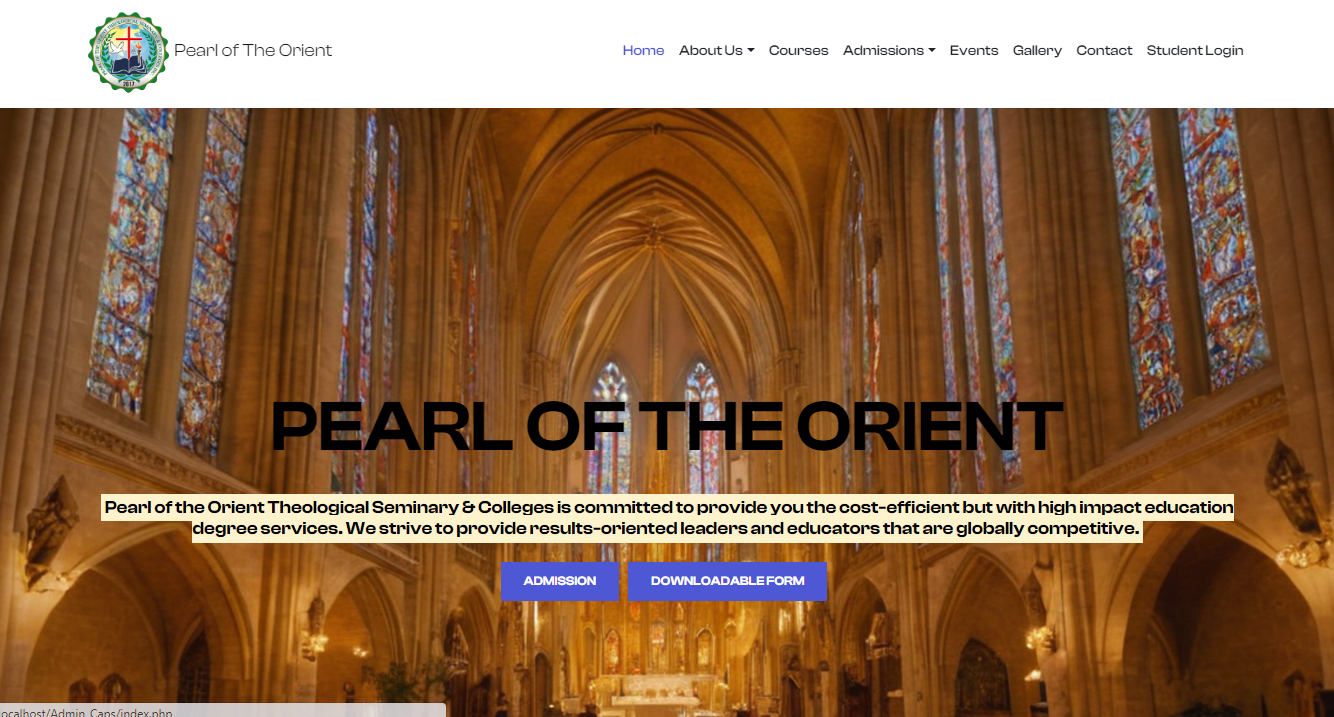 Pearl of The Orient
Home About Us Courses Admissions Events Gallery Contact Student Login
2017
PEARL OF THE ORIENT
Pearl of the Orient Theological Seminary & Colleges is committed to provide you the cost-efficient but with high impact education
degree services. We strive to provide results-oriented leaders and educators that are globally competitive.
ADMISSION DOWNLOADABLE FORM
ocalhost/Admin_Caps/index.php